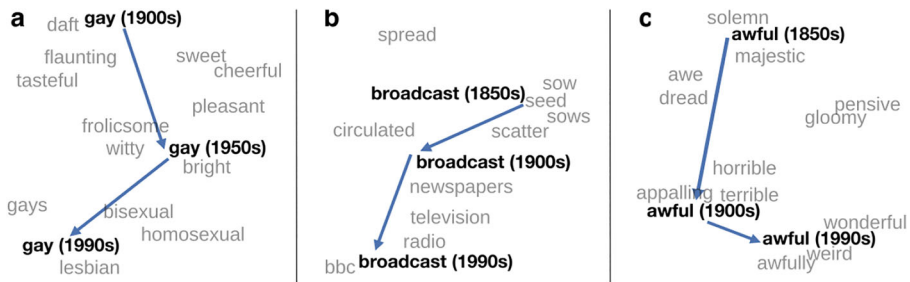 a
daft gay (1900s)
flaunting sweet
tasteful cheerful
pleasant
frolicsome
witty gay (1950s)
bright
gays bisexual
homosexual
gay (1990s)
lesbian
b
spread
broadcast (1850s) sow
seed
sows
circulated scatter
broadcast (1900s)
newspapers
television
radio
bbc broadcast (1990s)
c
solemn
awful (1850s)
majestic
awe
dread
pensive
gloomy
horrible
appalling terrible
awful (1900s)
wonderful
awful (1990s)
weird
awfully